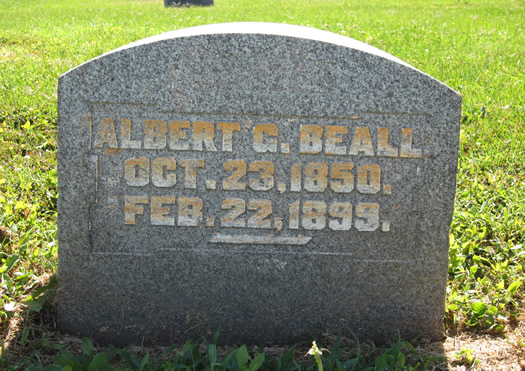 ALBERT G. BEALL
OCT. 23, 1850.
FEB. 22, 1899.